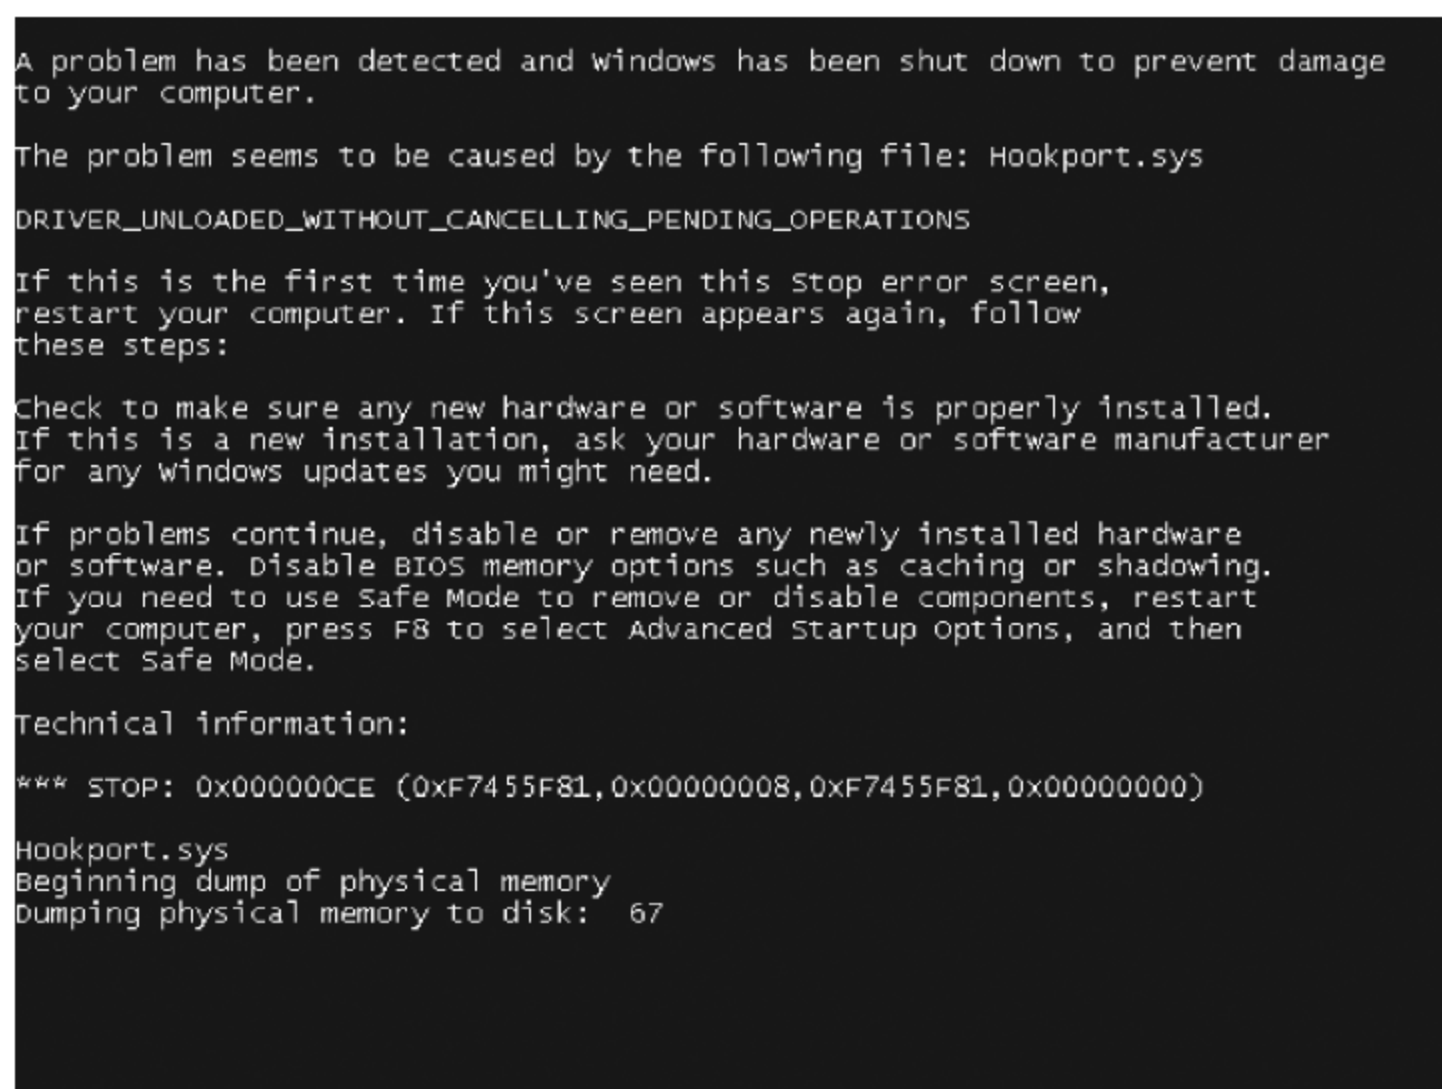 A problem has been detected and Windows has been shut down to prevent damage
to your computer.
The problem seems to be caused by the following file: Hookport.sys
DRIVER_UNLOADED_WITHOUT_CANCELLING_PENDING_OPERATIONS
If this is the first time you've seen this Stop error screen,
restart your computer. If this screen appears again, follow
these steps:
Check to make sure any new hardware or software is properly installed.
If this is a new installation, ask your hardware or software manufacturer
for any Windows updates you might need.
If problems continue, disable or remove any newly installed hardware
or software. Disable BIOS memory options such as caching or shadowing.
If you need to use Safe Mode to remove or disable components, restart
your computer, press F8 to select Advanced Startup Options, and then
select Safe Mode.
Technical information:
*** STOP: 0x000000CE (0xF7455F81,0x00000008,0xF7455F81,0x00000000)
Hookport.sys
Beginning dump of physical memory
Dumping physical memory to disk:  67